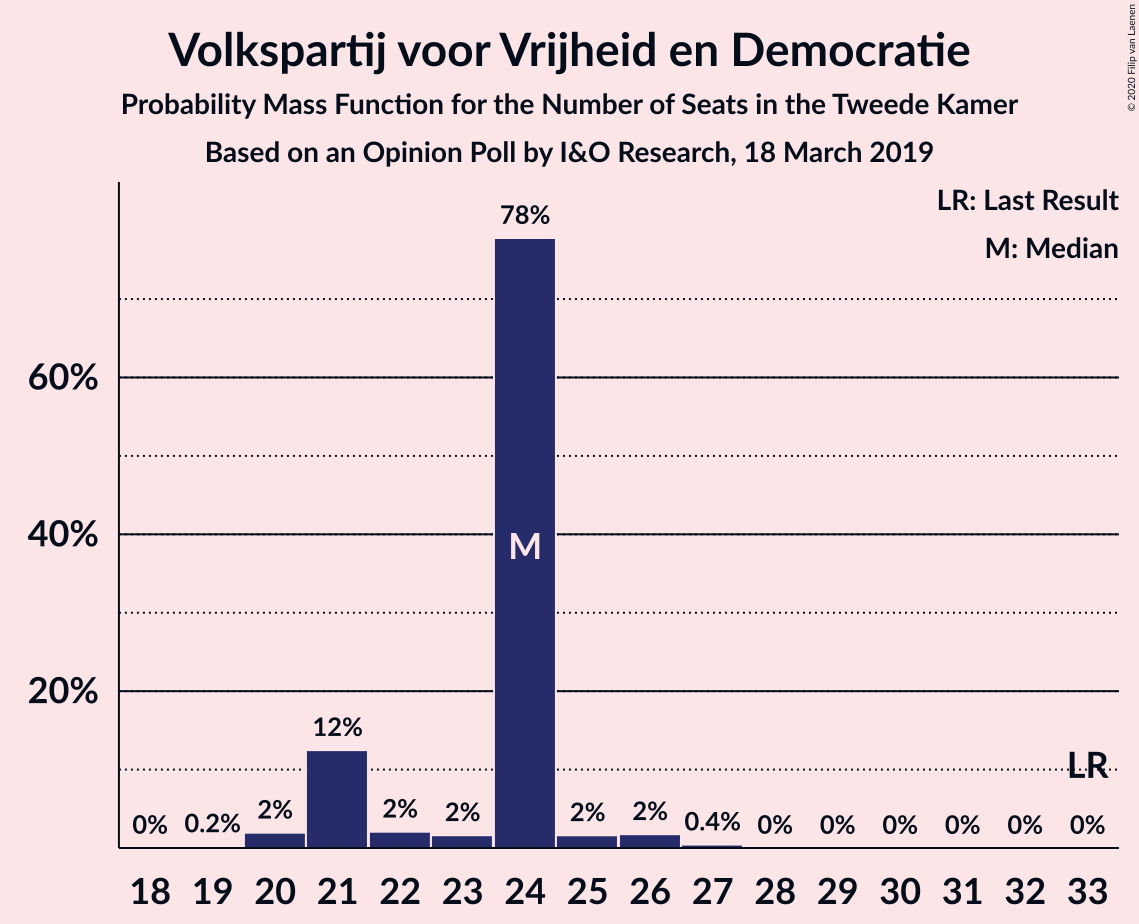 Volkspartij voor Vrijheid en Democratie
Probability Mass Function for the Number of Seats in the Tweede Kamer
Based on an Opinion Poll by I&O Research, 18 March 2019
© 2020 Filip van Laenen
LR: Last Result
M: Median
78%
60%
40%
M
20%
12%
LR
0% 0.2% 2% 2% 2% 2% 2% 0.4% 0% 0% 0% 0% 0% 0%
18 19 20 21 22 23 24 25 26 27 28 29 30 31 32 33